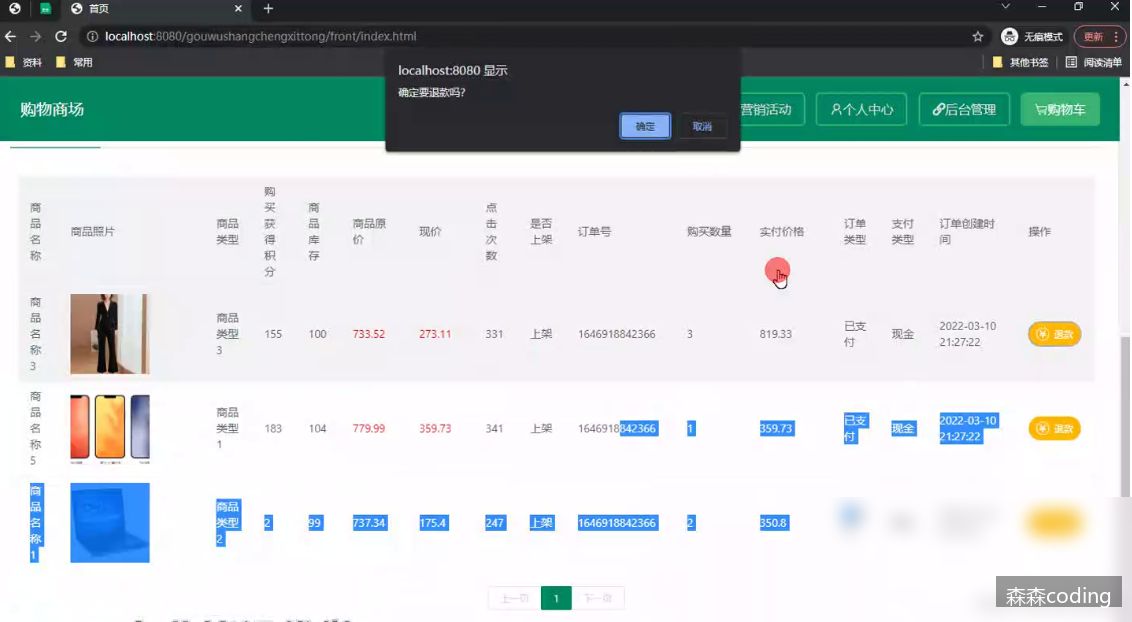 首页
localhost:8080/gouwushangchengxittong/front/index.html
无痕模式
更新
资料
常用
其他书签
阅读清单
localhost:8080 显示
确定要退款吗?
确定
取消
购物商场
营销活动
个人中心
后台管理
购物车
商品名称
商品照片
商品类型
购买获得积分
商品库存
商品原价
现价
点击次数
是否上架
订单号
购买数量
实付价格
订单类型
支付类型
订单创建时间
操作
商品名称3
商品类型3
155
100
733.52
273.11
331
上架
1646918842366
3
819.33
已支付
现金
2022-03-10
21:27:22
退款
商品名称5
商品类型1
183
104
779.99
359.73
341
上架
1646918842366
1
359.73
已支付
现金
2022-03-10
21:27:22
退款
商品名称1
商品类型2
2
99
737.34
175.4
247
上架
1646918842366
2
350.8
上一页
1
下一页
森森coding